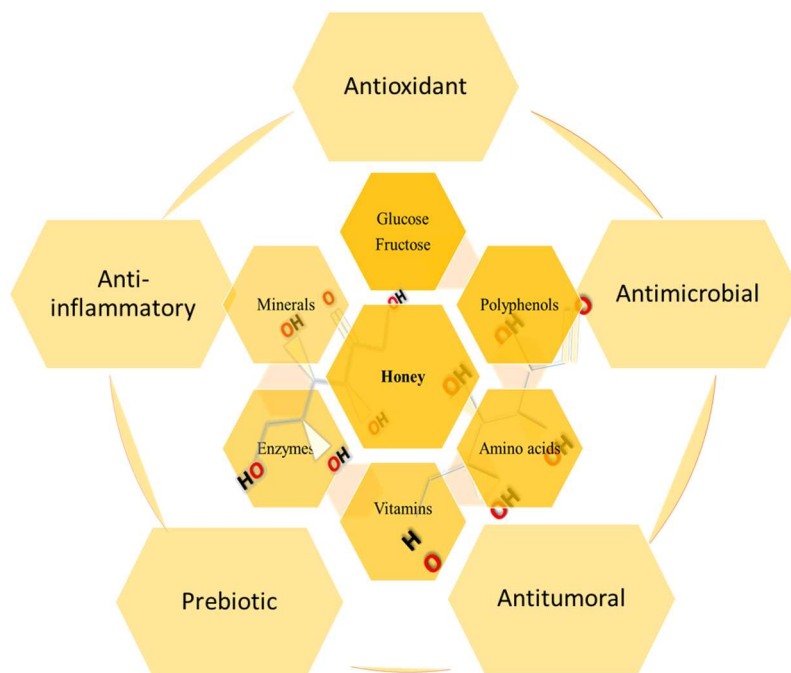 Antioxidant
Glucose
Fructose
Anti-
inflammatory
Minerals
Polyphenols
Antimicrobial
Honey
Enzymes
Amino acids
Vitamins
Prebiotic
Antitumoral
O
OH
OH
OH
HO
OH
OH
OH
O
OH
OH
H
O